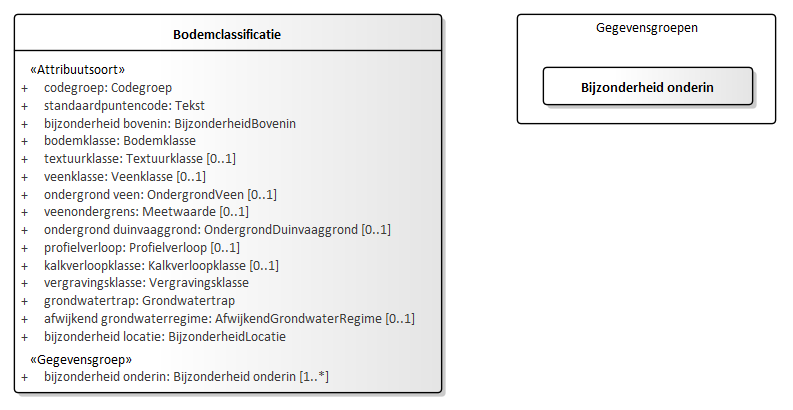 Bodemclassificatie
«Attribuutsoort»
+ codegroep: Codegroep
+ standaardpuntencode: Tekst
+ bijzonderheid bovenin: BijzonderheidBovenin
+ bodemklasse: Bodemklasse
+ textuurklasse: Textuurklasse [0..1]
+ veenklasse: Veenklasse [0..1]
+ ondergrond veen: OndergrondVeen [0..1]
+ veenondergrens: Meetwaarde [0..1]
+ ondergrond duinvaaggrond: OndergrondDuinvaaggrond [0..1]
+ profielverloop: Profielverloop [0..1]
+ kalkverloopklasse: Kalkverloopklasse [0..1]
+ vergravingsklasse: Vergravingsklasse
+ grondwatertrap: Grondwatertrap
+ afwijkend grondwaterregime: AfwijkendGrondwaterRegime [0..1]
+ bijzonderheid locatie: BijzonderheidLocatie
«Gegevensgroep»
+ bijzonderheid onderin: Bijzonderheid onderin [1..*]
Gegevensgroepen
Bijzonderheid onderin